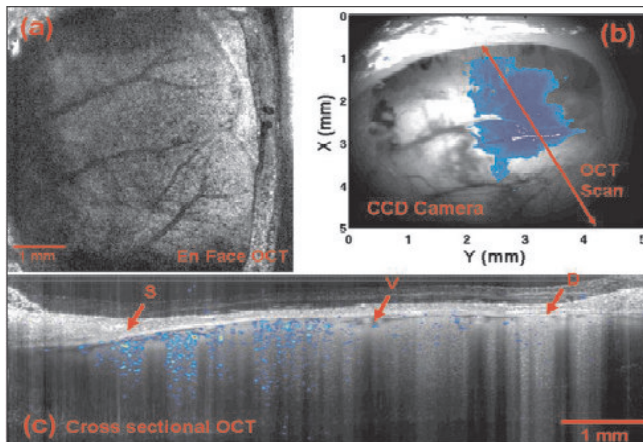 (a)
En Face OCT
1 mm
(b)
0
1
2
3
4
5
X (mm)
0 1 2 3 4 5
Y (mm)
CCD Camera
OCT
Scan
S V D
(c) Cross sectional OCT
1 mm